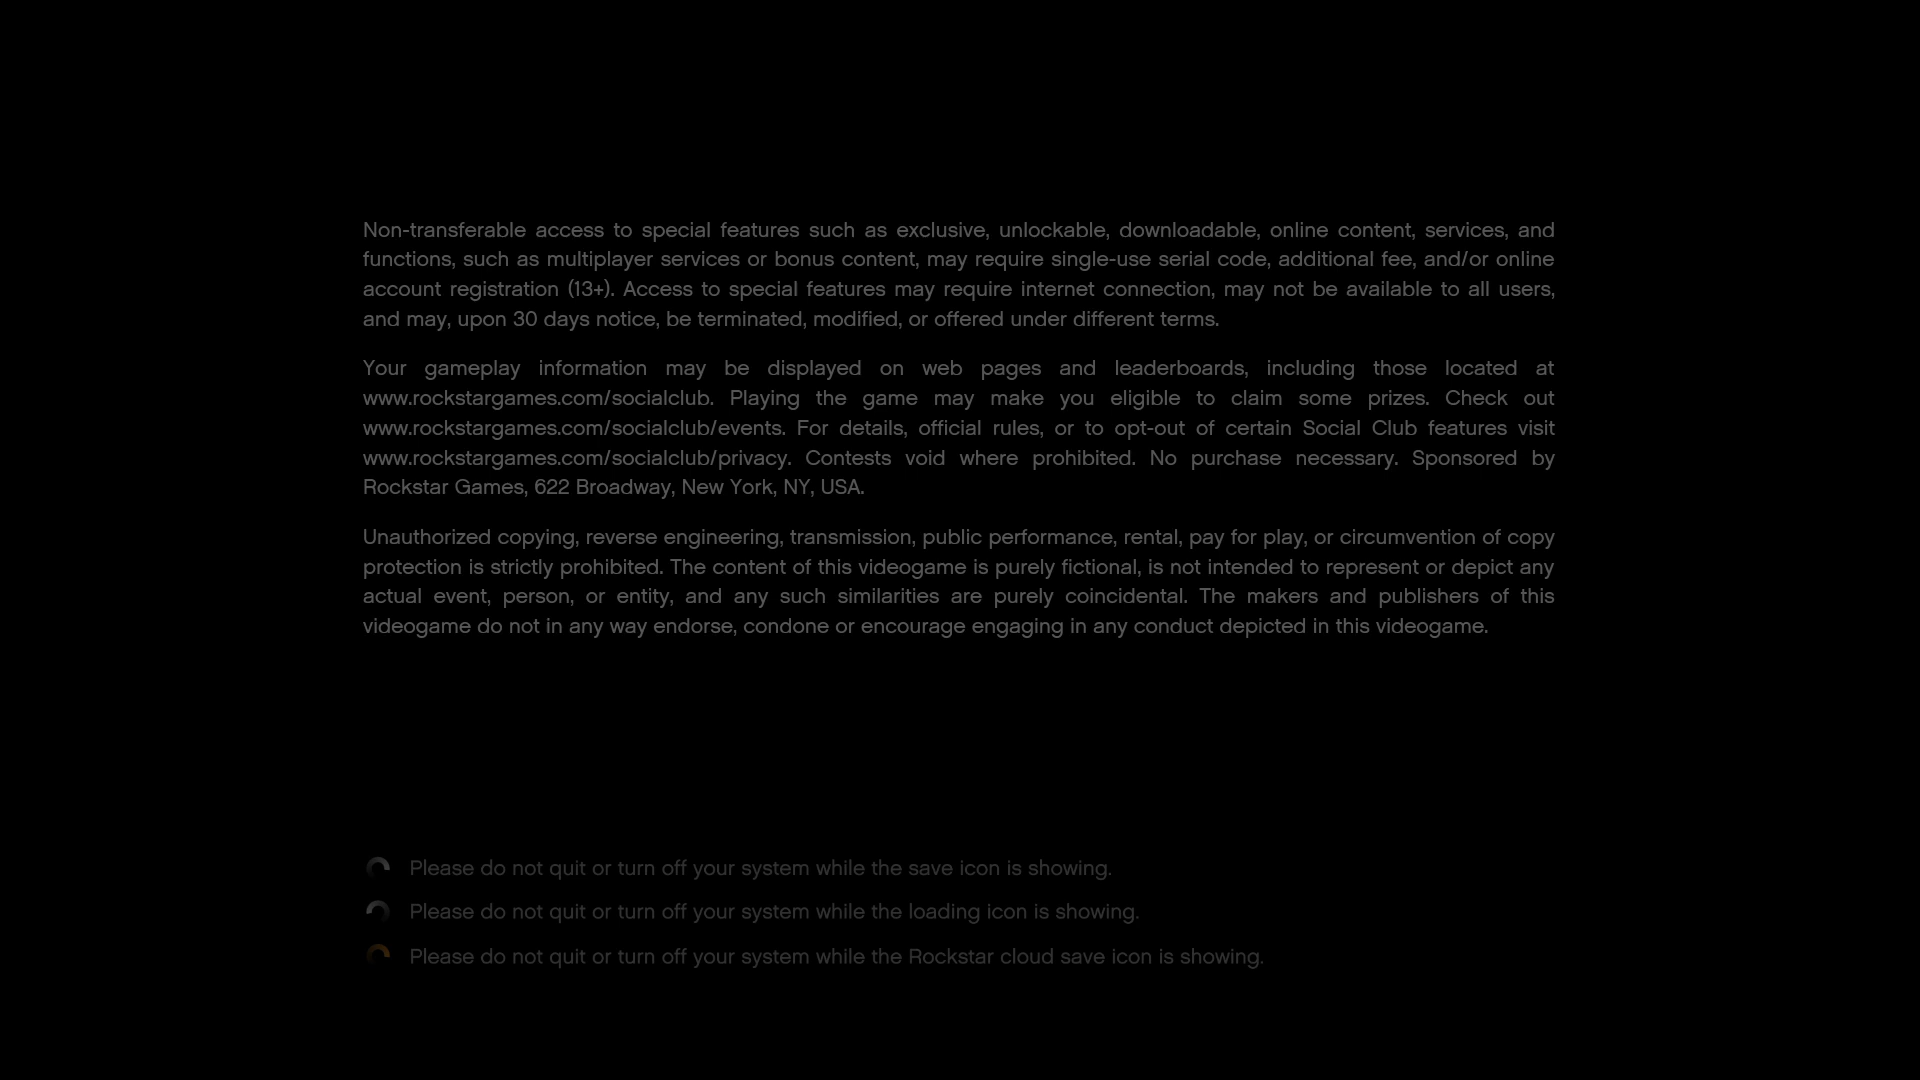 Non-transferable access to special features such as exclusive, unlockable, downloadable, online content, services, and
functions, such as multiplayer services or bonus content, may require single-use serial code, additional fee, and/or online
account registration (13+). Access to special features may require internet connection, may not be available to all users,
and may, upon 30 days notice, be terminated, modified, or offered under different terms.
Your gameplay information may be displayed on web pages and leaderboards, including those located at
www.rockstargames.com/socialclub. Playing the game may make you eligible to claim some prizes. Check out
www.rockstargames.com/socialclub/events. For details, official rules, or to opt-out of certain Social Club features visit
www.rockstargames.com/socialclub/privacy. Contests void where prohibited. No purchase necessary. Sponsored by
Rockstar Games, 622 Broadway, New York, NY, USA.
Unauthorized copying, reverse engineering, transmission, public performance, rental, pay for play, or circumvention of copy
protection is strictly prohibited. The content of this videogame is purely fictional, is not intended to represent or depict any
actual event, person, or entity, and any such similarities are purely coincidental. The makers and publishers of this
videogame do not in any way endorse, condone or encourage engaging in any conduct depicted in this videogame.
Please do not quit or turn off your system while the save icon is showing.
Please do not quit or turn off your system while the loading icon is showing.
Please do not quit or turn off your system while the Rockstar cloud save icon is showing.